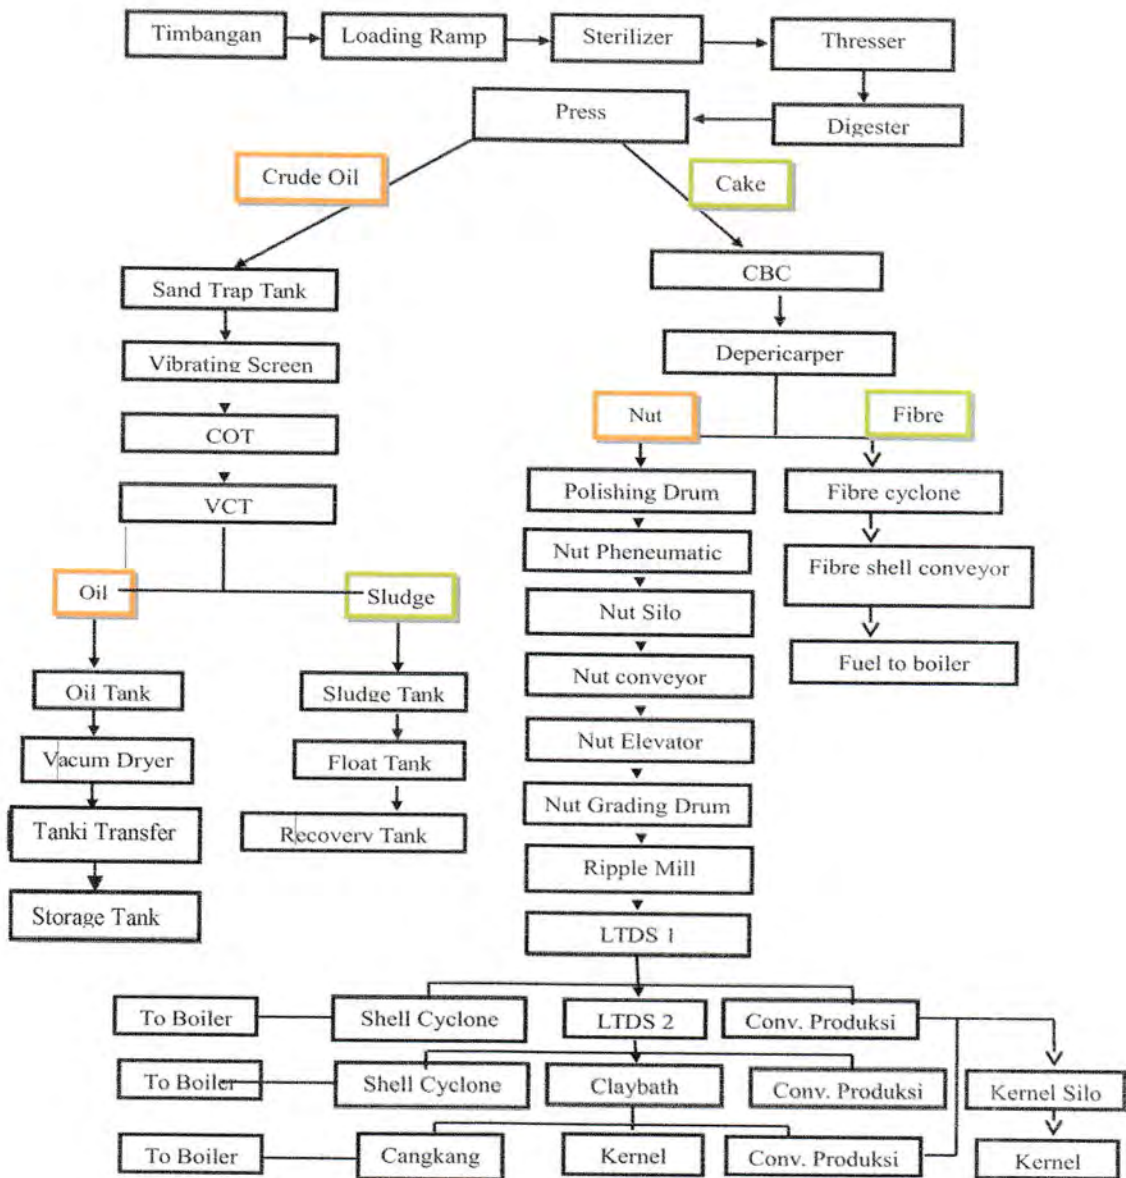 Timbangan
Loading Ramp
Sterilizer
Thresser
Press
Digester
Crude Oil
Cake
CBC
Sand Trap Tank
Vibrating Screen
Depericarper
COT
Nut
Fibre
VCT
Polishing Drum
Fibre cyclone
Nut Pheneumatic
Fibre shell conveyor
Oil
Sludge
Nut Silo
Nut conveyor
Fuel to boiler
Oil Tank
Sludge Tank
Nut Elevator
Vacum Dryer
Float Tank
Nut Grading Drum
Tanki Transfer
Recovery Tank
Ripple Mill
Storage Tank
LTDS 1
To Boiler
Shell Cyclone
LTDS 2
Conv. Produksi
To Boiler
Shell Cyclone
Claybath
Conv. Produksi
Kernel Silo
To Boiler
Cangkang
Kernel
Conv. Produksi
Kernel